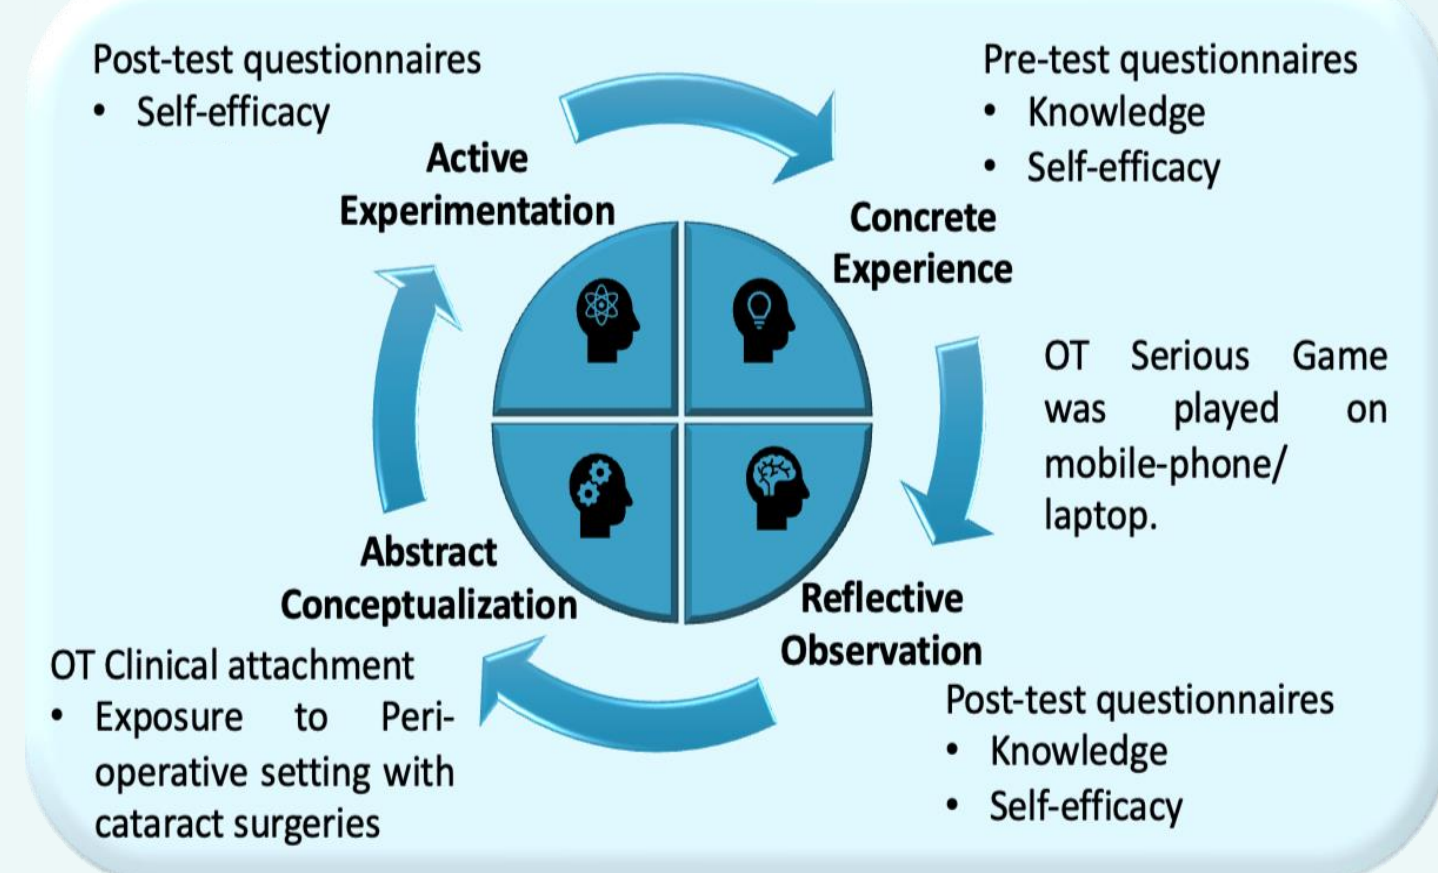 Post-test questionnaires
• Self-efficacy
Active
Experimentation
Pre-test questionnaires
• Knowledge
• Self-efficacy
Concrete
Experience
OT Serious Game
was played on
mobile-phone/
laptop.
Reflective
Observation
Post-test questionnaires
• Knowledge
• Self-efficacy
Abstract
Conceptualization
OT Clinical attachment
• Exposure to Peri-
operative setting with
cataract surgeries